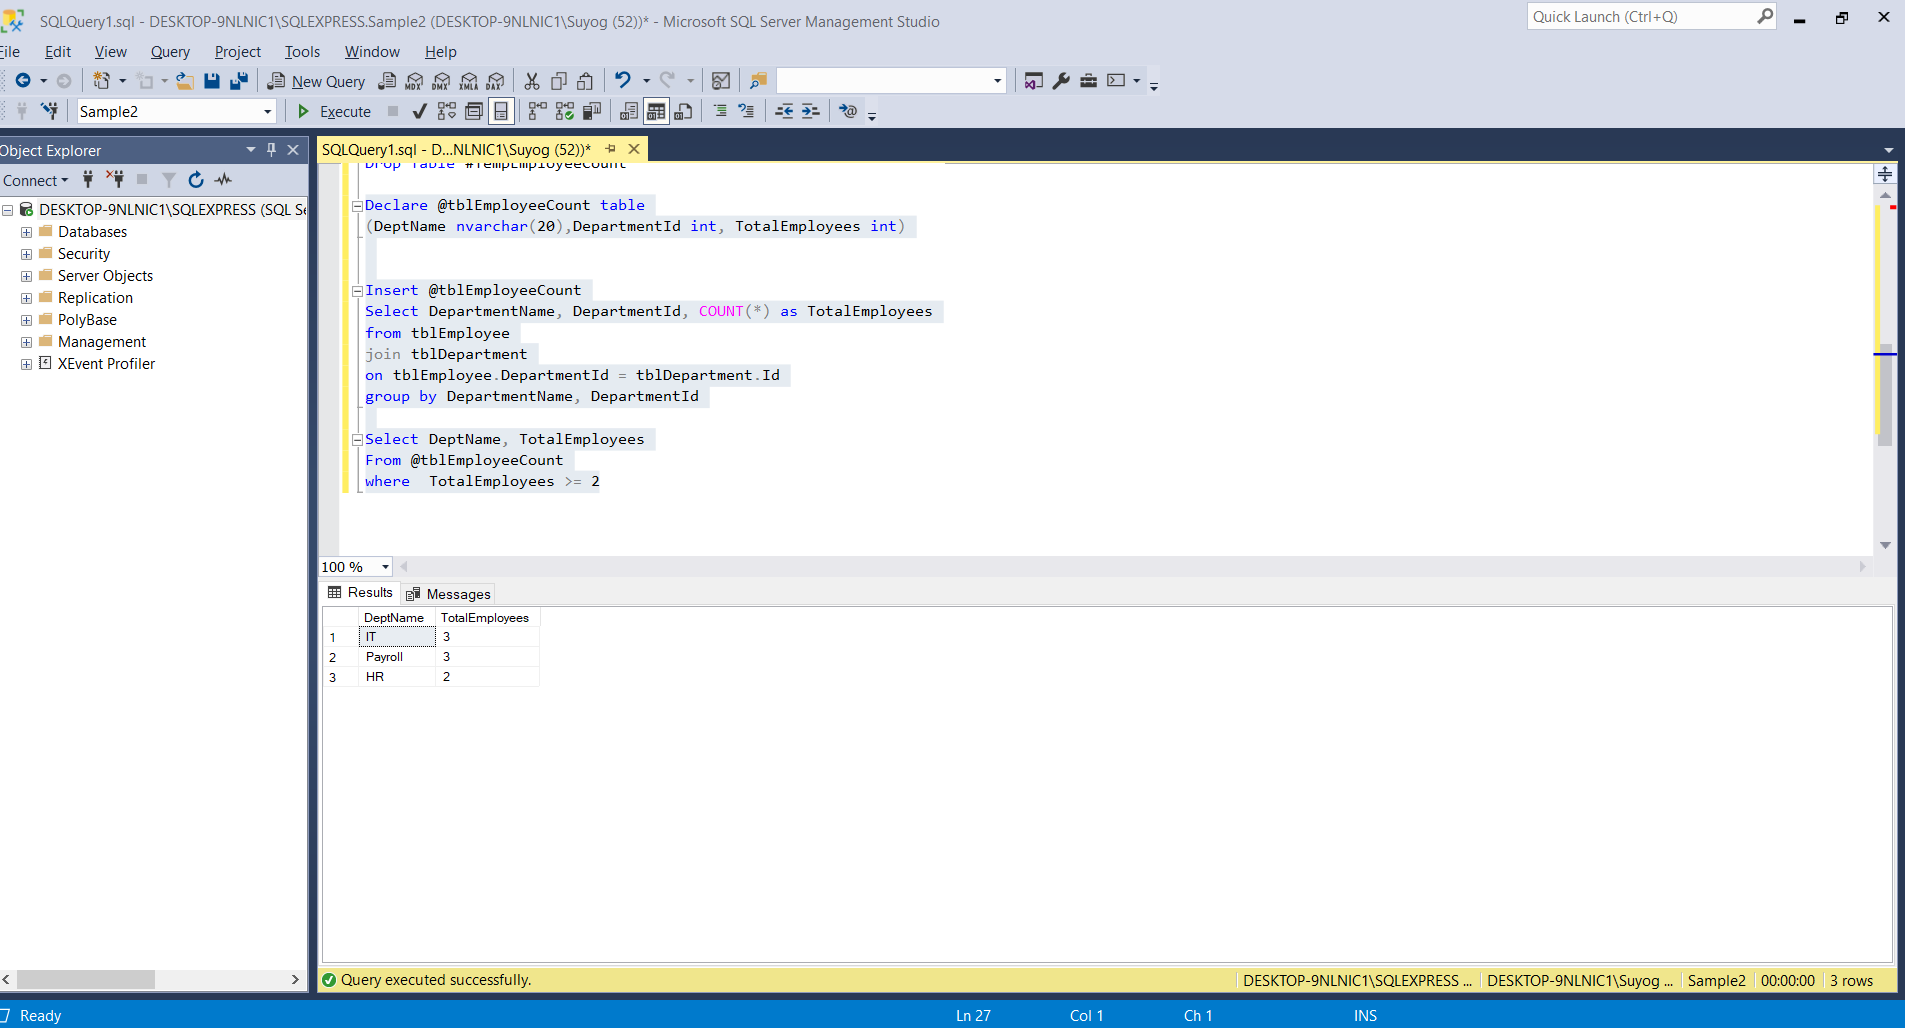 SQLQuery1.sql - DESKTOP-9NLNIC1\SQLEXPRESS.Sample2 (DESKTOP-9NLNIC1\Suyog (52))* - Microsoft SQL Server Management Studio
Quick Launch (Ctrl+Q)
File Edit View Query Project Tools Window Help
New Query MDX DMX XMLA DAX
Sample2 Execute
Object Explorer
SQLQuery1.sql - D...NLNIC1\Suyog (52))*
Connect
DESKTOP-9NLNIC1\SQLEXPRESS (SQL Se
Databases
Security
Server Objects
Replication
PolyBase
Management
XEvent Profiler
Drop Table #TempEmployeeCount
Declare @tblEmployeeCount table
(DeptName nvarchar(20),DepartmentId int, TotalEmployees int)
Insert @tblEmployeeCount
Select DepartmentName, DepartmentId, COUNT(*) as TotalEmployees
from tblEmployee
join tblDepartment
on tblEmployee.DepartmentId = tblDepartment.Id
group by DepartmentName, DepartmentId
Select DeptName, TotalEmployees
From @tblEmployeeCount
where  TotalEmployees >= 2
100 %
Results Messages
DeptName TotalEmployees
1 IT 3
2 Payroll 3
3 HR 2
Query executed successfully.
DESKTOP-9NLNIC1\SQLEXPRESS ... DESKTOP-9NLNIC1\Suyog ... Sample2 00:00:00 3 rows
Ready Ln 27 Col 1 Ch 1 INS